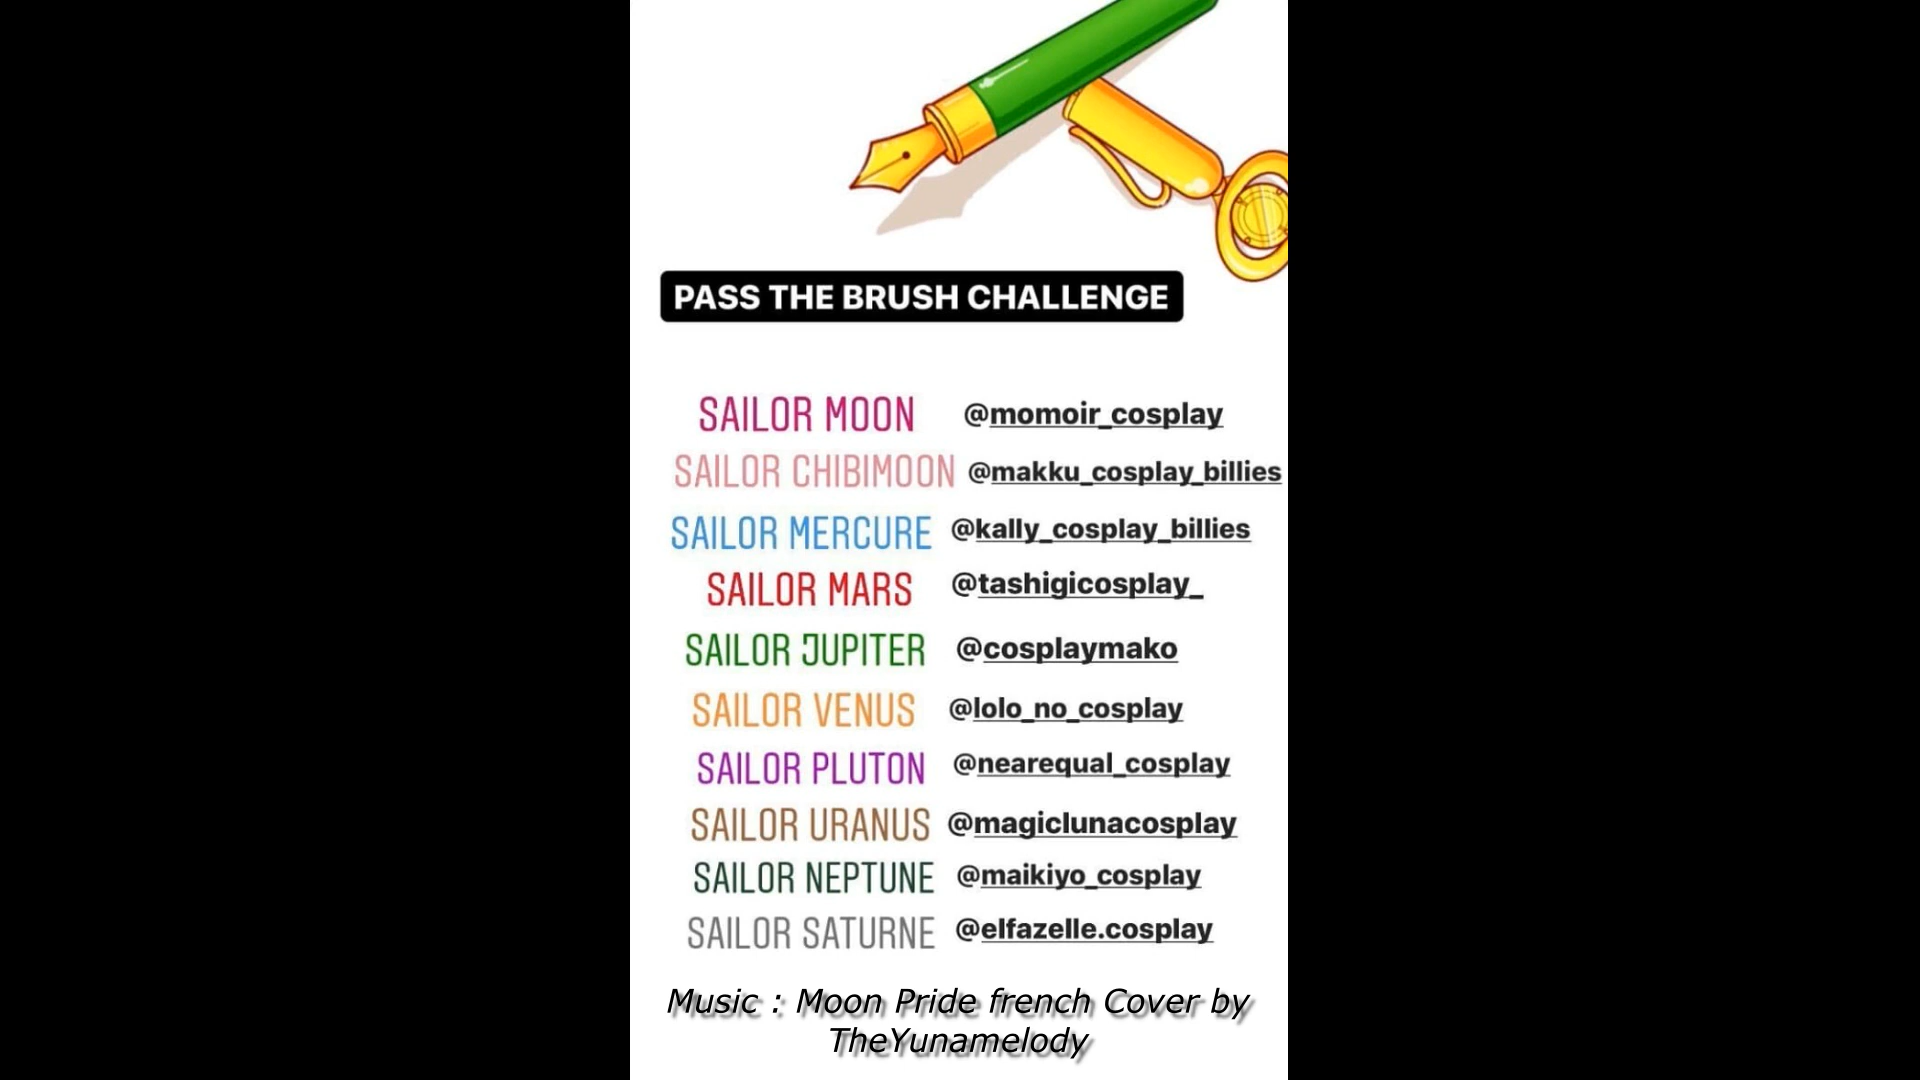 PASS THE BRUSH CHALLENGE
SAILOR MOON @momoir_cosplay
SAILOR CHIBIMOON @makku_cosplay_billies
SAILOR MERCURE @kally_cosplay_billies
SAILOR MARS @tashigicosplay_
SAILOR JUPITER @cosplaymako
SAILOR VENUS @lolo_no_cosplay
SAILOR PLUTON @nearequal_cosplay
SAILOR URANUS @magiclunacosplay
SAILOR NEPTUNE @maikiyo_cosplay
SAILOR SATURNE @elfazelle.cosplay
Music : Moon Pride french Cover by
TheYunamelody